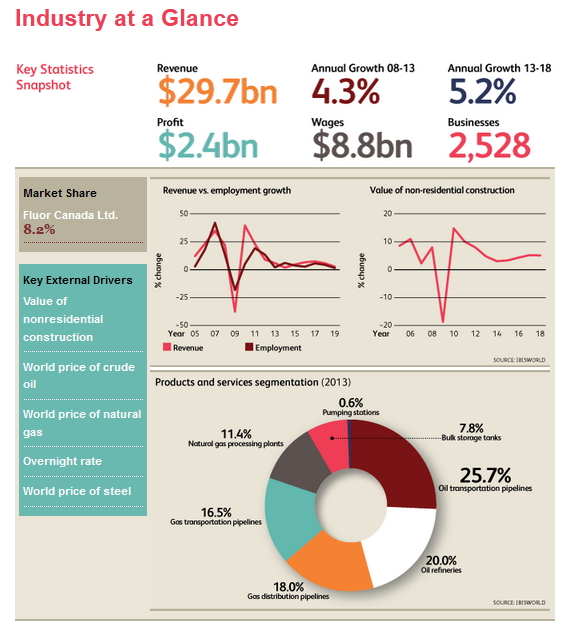 Industry at a Glance
Key Statistics
Snapshot
Revenue
$29.7bn
Annual Growth 08-13
4.3%
Annual Growth 13-18
5.2%
Profit
$2.4bn
Wages
$8.8bn
Businesses
2,528
Market Share
Fluor Canada Ltd.
8.2%
Key External Drivers
Value of
nonresidential
construction
World price of crude
oil
World price of natural
gas
Overnight rate
World price of steel
Revenue vs. employment growth
% change
50
25
0
-25
-50
Year 05 07 09 11 13 15 17 19
Revenue
Employment
Value of non-residential construction
% change
20
10
0
-10
-20
Year 06 08 10 12 14 16 18
SOURCE: IBISWORLD
Products and services segmentation (2013)
0.6%
Pumping stations
7.8%
Bulk storage tanks
11.4%
Natural gas processing plants
25.7%
Oil transportation pipelines
16.5%
Gas transportation pipelines
20.0%
Oil refineries
18.0%
Gas distribution pipelines
SOURCE: IBISWORLD